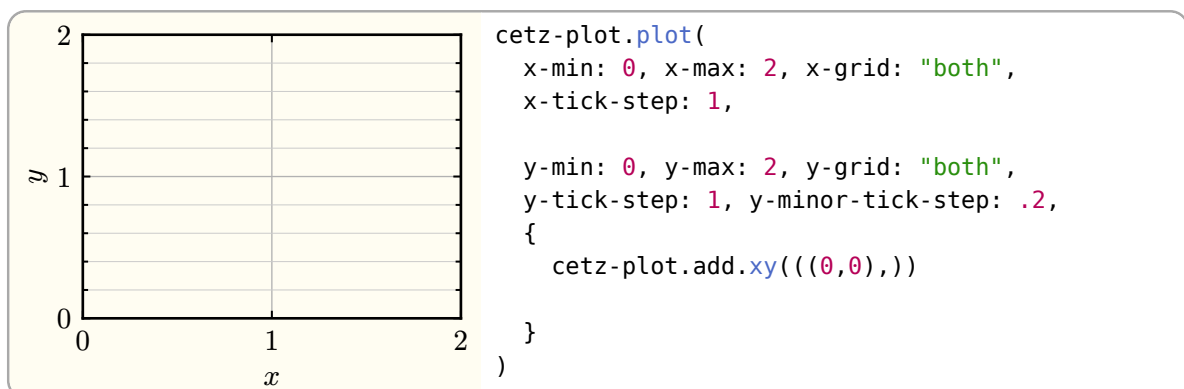 2
1
0
y
0
1
2
x
cetz-plot.plot(
x-min: 0, x-max: 2, x-grid: "both",
x-tick-step: 1,
y-min: 0, y-max: 2, y-grid: "both",
y-tick-step: 1, y-minor-tick-step: .2,
{
cetz-plot.add.xy(((0,0),))
}
)